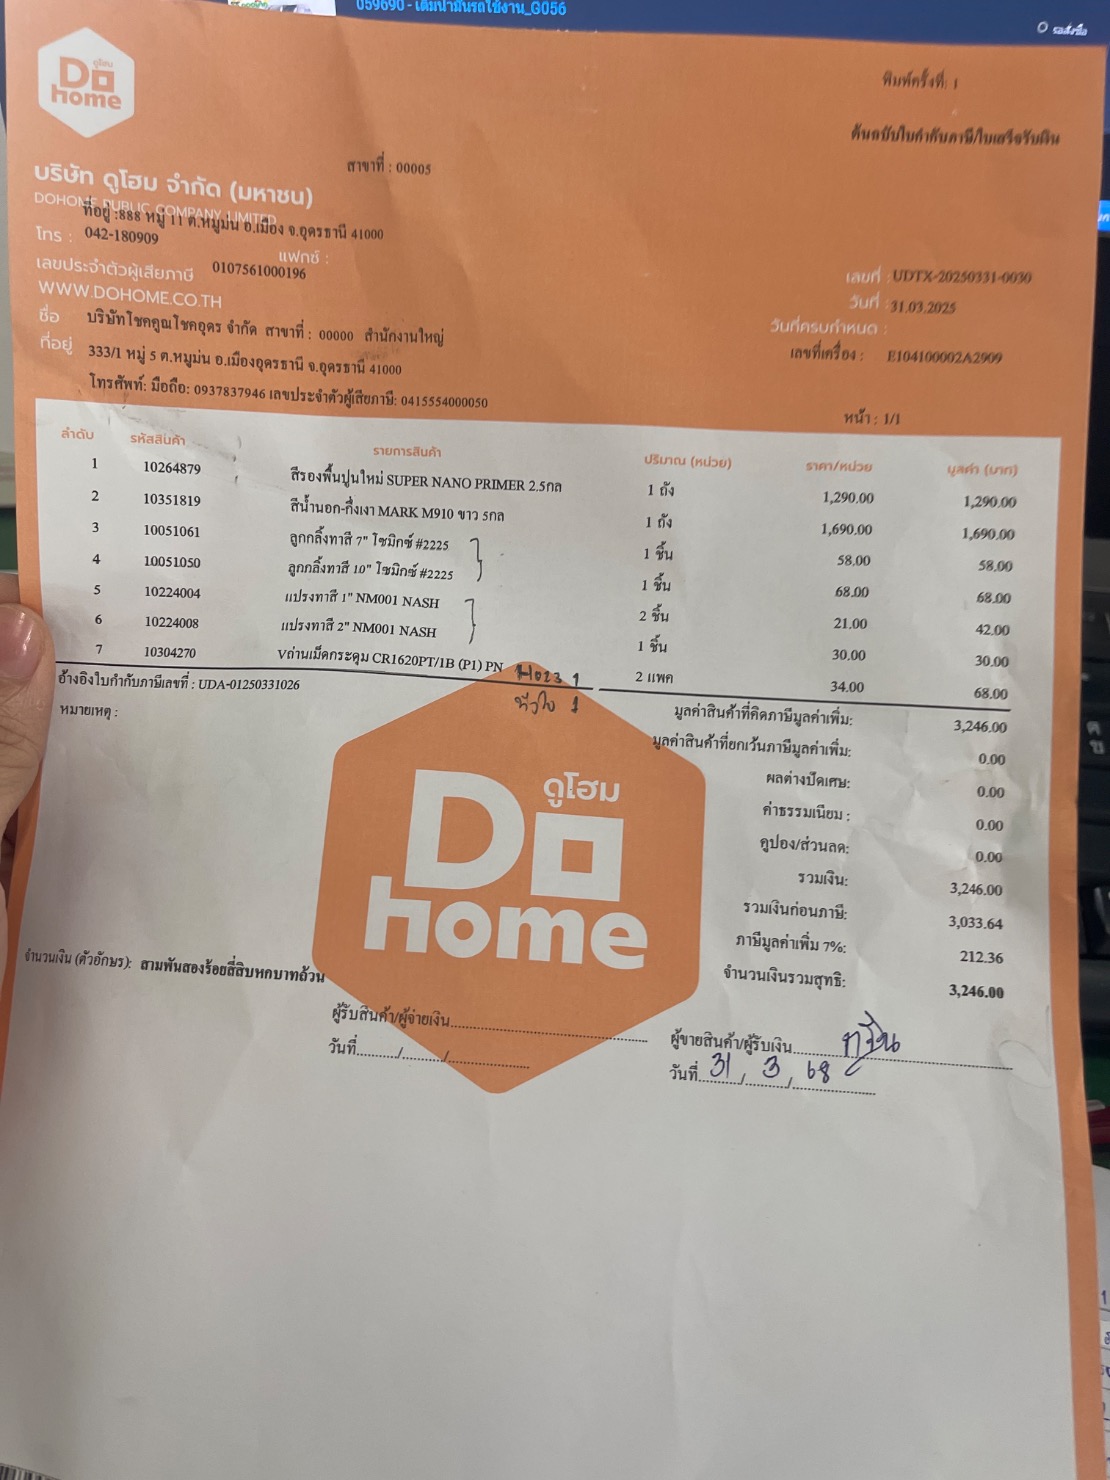 059690 - เติมน้ำมันรถใช้งาน_G056
รอสั่งซื้อ
ดูโฮม
Do
home
พิมพ์ครั้งที่: 1
ต้นฉบับใบกำกับภาษี/ใบเสร็จรับเงิน
สาขาที่ : 00005
บริษัท ดูโฮม จำกัด (มหาชน)
DOHOME PUBLIC COMPANY LIMITED
ที่อยู่ :888 หมู่ 11 ต.หมูม่น อ.เมือง จ.อุดรธานี 41000
โทร : 042-180909 แฟกซ์ :
เลขประจำตัวผู้เสียภาษี 0107561000196
WWW.DOHOME.CO.TH
เลขที่ : UDTX-20250331-0030
วันที่ : 31.03.2025
วันที่ครบกำหนด :
เลขที่เครื่อง : E104100002A2909
ชื่อ บริษัทโชคคูณโชคอุดร จำกัด สาขาที่ : 00000 สำนักงานใหญ่
ที่อยู่ 333/1 หมู่ 5 ต.หมูม่น อ.เมืองอุดรธานี จ.อุดรธานี 41000
โทรศัพท์: มือถือ: 0937837946 เลขประจำตัวผู้เสียภาษี: 0415554000050
หน้า : 1/1
ลำดับ รหัสสินค้า รายการสินค้า ปริมาณ (หน่วย) ราคา/หน่วย มูลค่า (บาท)
1 10264879 สีรองพื้นปูนใหม่ SUPER NANO PRIMER 2.5กล 1 ถัง 1,290.00 1,290.00
2 10351819 สีน้ำนอก-กึ่งเงา MARK M910 ขาว 5กล 1 ถัง 1,690.00 1,690.00
3 10051061 ลูกกลิ้งทาสี 7" โซมิกซ์ #2225 1 ชิ้น 58.00 58.00
4 10051050 ลูกกลิ้งทาสี 10" โซมิกซ์ #2225 1 ชิ้น 68.00 68.00
5 10224004 แปรงทาสี 1" NM001 NASH 2 ชิ้น 21.00 42.00
6 10224008 แปรงทาสี 2" NM001 NASH 1 ชิ้น 30.00 30.00
7 10304270 Vถ่านเม็ดกระดุม CR1620PT/1B (P1) PN 2 แพค 34.00 68.00
อ้างอิงใบกำกับภาษีเลขที่ : UDA-01250331026
หมายเหตุ :
มูลค่าสินค้าที่คิดภาษีมูลค่าเพิ่ม: 3,246.00
มูลค่าสินค้าที่ยกเว้นภาษีมูลค่าเพิ่ม: 0.00
ผลต่างปัดเศษ: 0.00
ค่าธรรมเนียม : 0.00
คูปอง/ส่วนลด: 0.00
รวมเงิน: 3,246.00
รวมเงินก่อนภาษี: 3,033.64
ภาษีมูลค่าเพิ่ม 7%: 212.36
จำนวนเงินรวมสุทธิ: 3,246.00
ดูโฮม
Do
home
จำนวนเงิน (ตัวอักษร): สามพันสองร้อยสี่สิบหกบาทถ้วน
ผู้รับสินค้า/ผู้จ่ายเงิน
วันที่........../........../..........
ผู้ขายสินค้า/ผู้รับเงิน
วันที่ 31 / 3 / 68